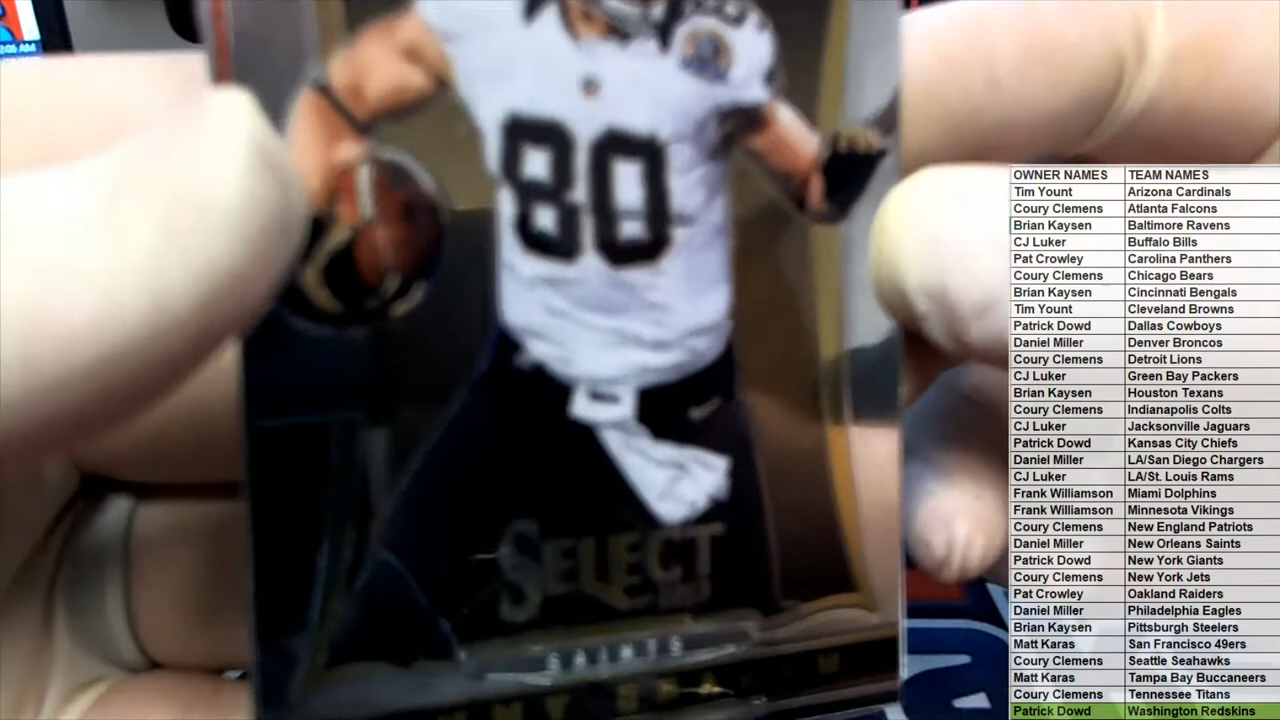 2:06 AM
80
SELECT
SAINTS
OWNER NAMES TEAM NAMES
Tim Yount Arizona Cardinals
Coury Clemens Atlanta Falcons
Brian Kaysen Baltimore Ravens
CJ Luker Buffalo Bills
Pat Crowley Carolina Panthers
Coury Clemens Chicago Bears
Brian Kaysen Cincinnati Bengals
Tim Yount Cleveland Browns
Patrick Dowd Dallas Cowboys
Daniel Miller Denver Broncos
Coury Clemens Detroit Lions
CJ Luker Green Bay Packers
Brian Kaysen Houston Texans
Coury Clemens Indianapolis Colts
CJ Luker Jacksonville Jaguars
Patrick Dowd Kansas City Chiefs
Daniel Miller LA/San Diego Chargers
CJ Luker LA/St. Louis Rams
Frank Williamson Miami Dolphins
Frank Williamson Minnesota Vikings
Coury Clemens New England Patriots
Daniel Miller New Orleans Saints
Patrick Dowd New York Giants
Coury Clemens New York Jets
Pat Crowley Oakland Raiders
Daniel Miller Philadelphia Eagles
Brian Kaysen Pittsburgh Steelers
Matt Karas San Francisco 49ers
Coury Clemens Seattle Seahawks
Matt Karas Tampa Bay Buccaneers
Coury Clemens Tennessee Titans
Patrick Dowd Washington Redskins